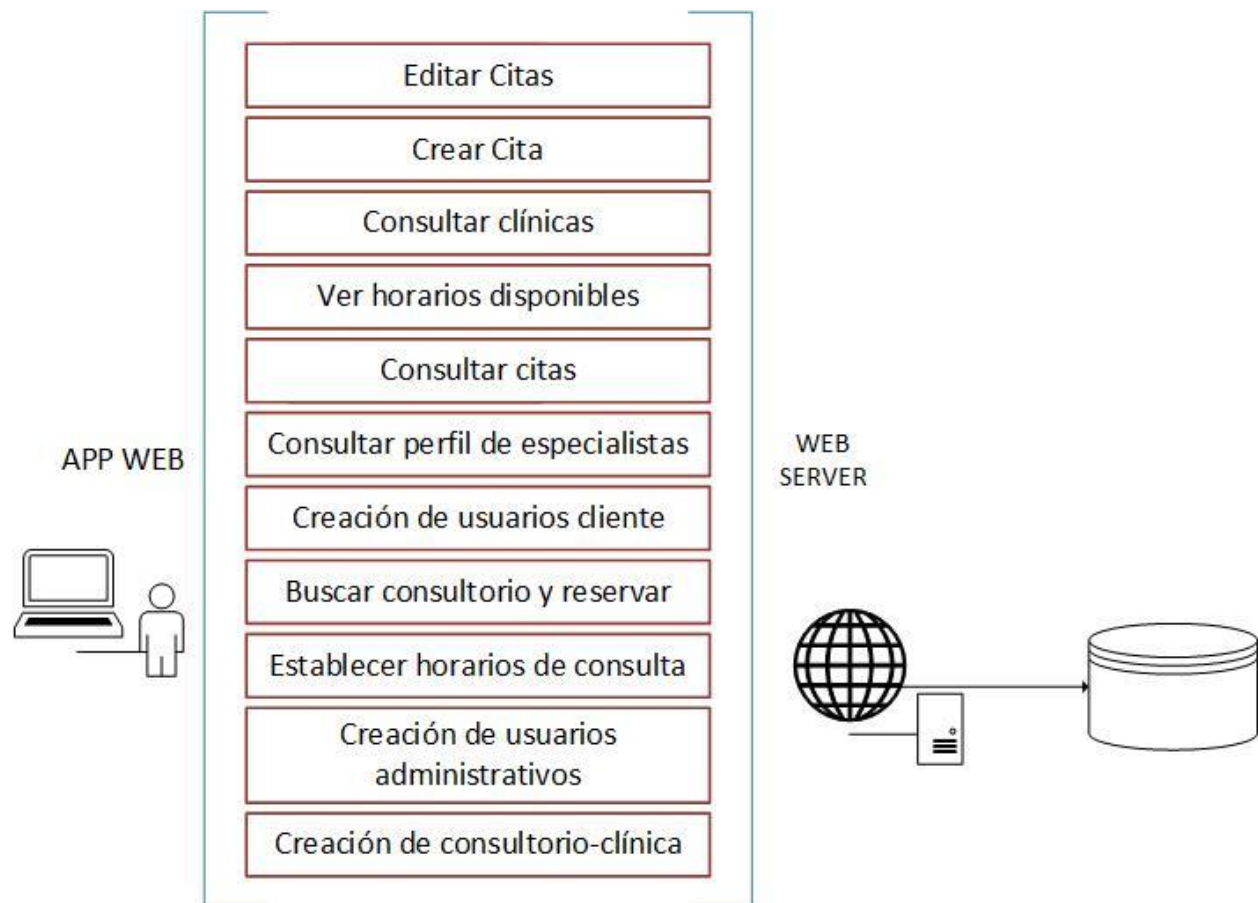 Editar Citas
Crear Cita
Consultar clínicas
Ver horarios disponibles
Consultar citas
Consultar perfil de especialistas
APP WEB
WEB
SERVER
Creación de usuarios cliente
Buscar consultorio y reservar
Establecer horarios de consulta
Creación de usuarios
administrativos
Creación de consultorio-clínica